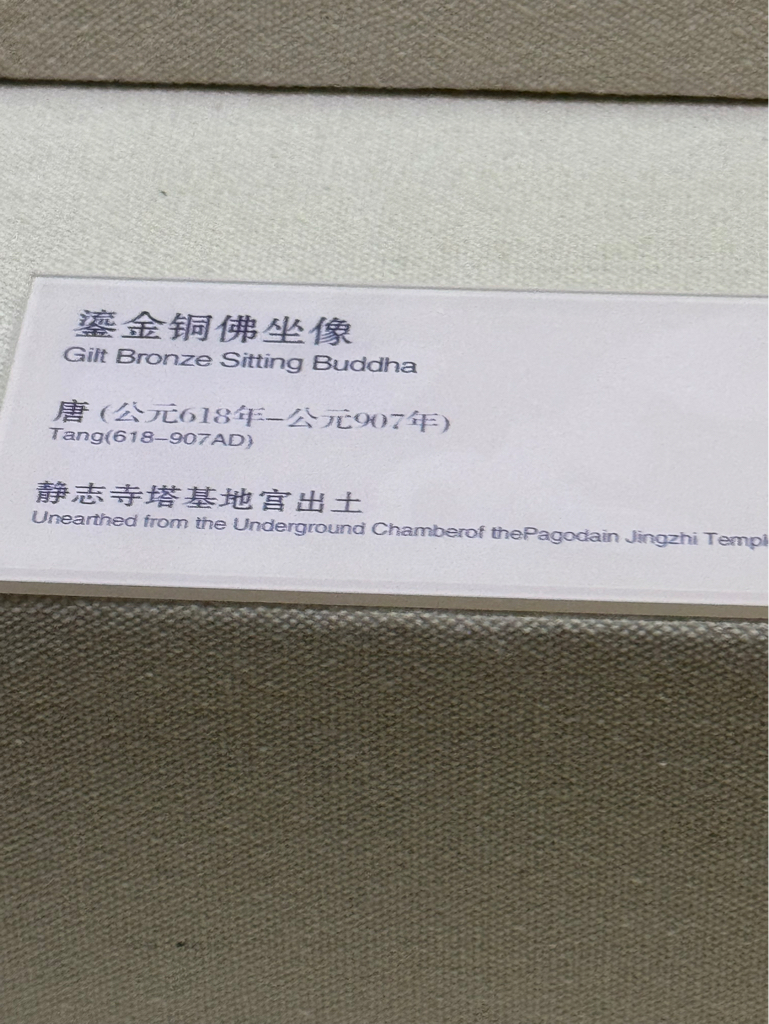 鎏金铜佛坐像
Gilt Bronze Sitting Buddha
唐 (公元618年-公元907年)
Tang(618-907AD)
静志寺塔基地宫出土
Unearthed from the Underground Chamberof thePagodain Jingzhi